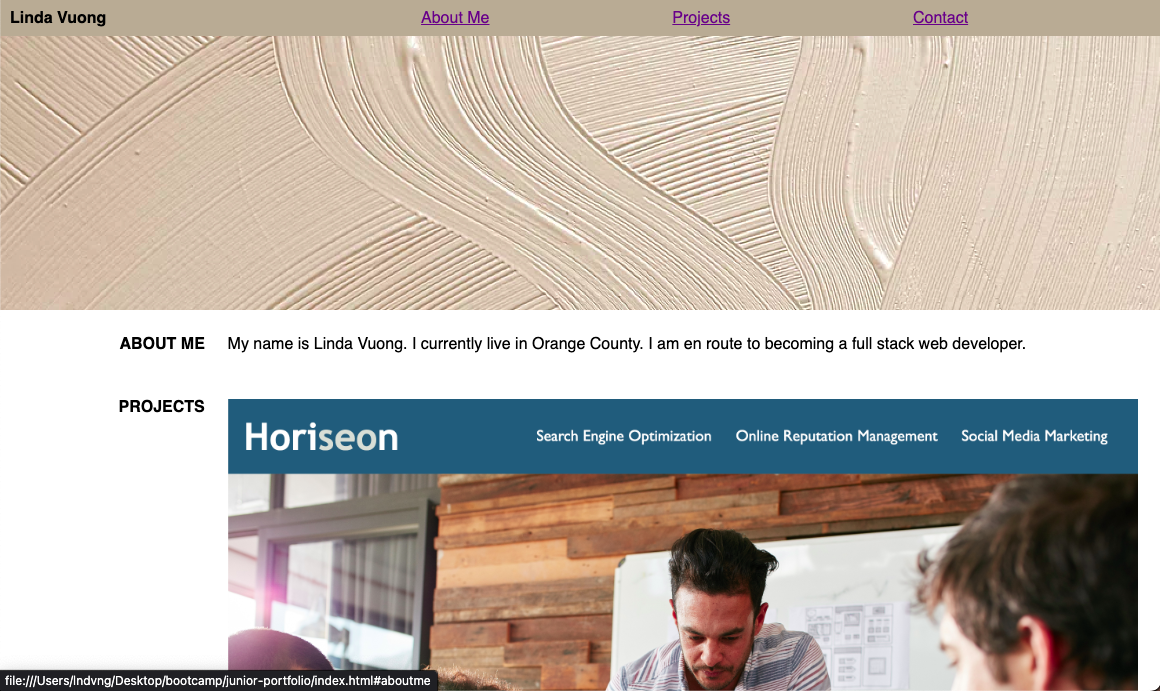 Linda Vuong About Me Projects Contact
ABOUT ME My name is Linda Vuong. I currently live in Orange County. I am en route to becoming a full stack web developer.
PROJECTS
Horiseon Search Engine Optimization Online Reputation Management Social Media Marketing
file:///Users/lndvng/Desktop/bootcamp/junior-portfolio/index.html#aboutme